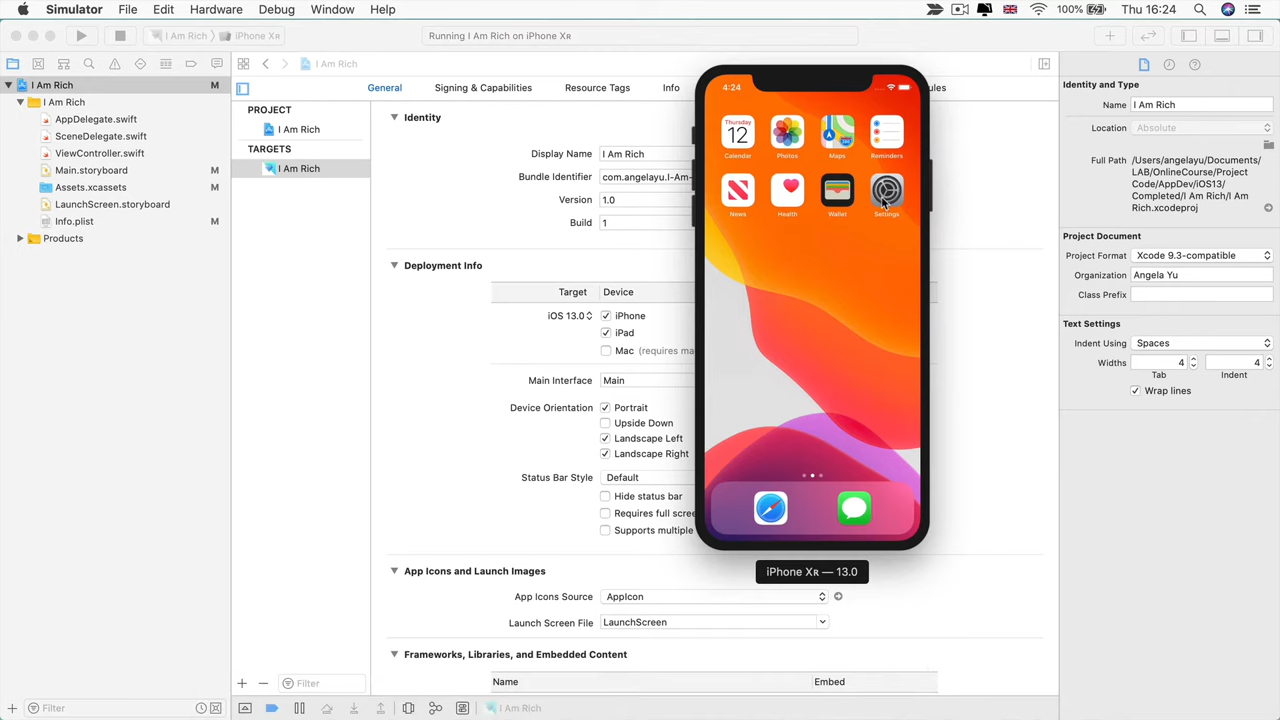 Simulator File Edit Hardware Debug Window Help 100% Thu 16:24
I Am Rich iPhone Xʀ Running I Am Rich on iPhone Xʀ
I Am Rich M
I Am Rich
AppDelegate.swift
SceneDelegate.swift
ViewController.swift
Main.storyboard M
Assets.xcassets M
LaunchScreen.storyboard
Info.plist M
Products
Filter
I Am Rich
General Signing & Capabilities Resource Tags Info
PROJECT
I Am Rich
TARGETS
I Am Rich
Filter
Identity
Display Name I Am Rich
Bundle Identifier com.angelayu.I-Am-
Version 1.0
Build 1
Deployment Info
Target Device
iOS 13.0 iPhone
iPad
Mac (requires ma
Main Interface Main
Device Orientation Portrait
Upside Down
Landscape Left
Landscape Right
Status Bar Style Default
Hide status bar
Requires full scree
Supports multiple
App Icons and Launch Images
App Icons Source AppIcon
Launch Screen File LaunchScreen
Frameworks, Libraries, and Embedded Content
Name Embed
I Am Rich
4:24
Thursday
12
Calendar Photos Maps Reminders
News Health Wallet Settings
iPhone Xʀ — 13.0
ules
Identity and Type
Name I Am Rich
Location Absolute
Full Path /Users/angelayu/Documents/
LAB/OnlineCourse/Project
Code/AppDev/iOS13/
I Am Rich/I Am
Rich.xcodeproj
Project Document
Project Format Xcode 9.3-compatible
Organization Angela Yu
Class Prefix
Text Settings
Indent Using Spaces
Widths 4 4
Tab Indent
Wrap lines